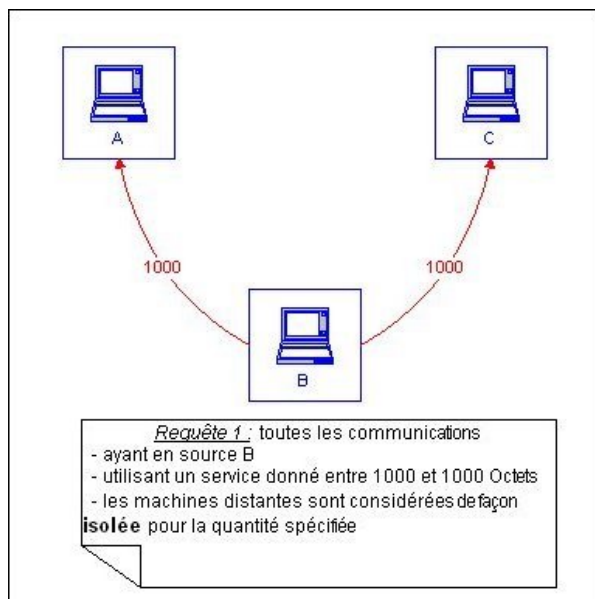 A
C
1000
1000
B
Requête 1 : toutes les communications
- ayant en source B
- utilisant un service donné entre 1000 et 1000 Octets
- les machines distantes sont considérées de façon
isolée pour la quantité spécifiée